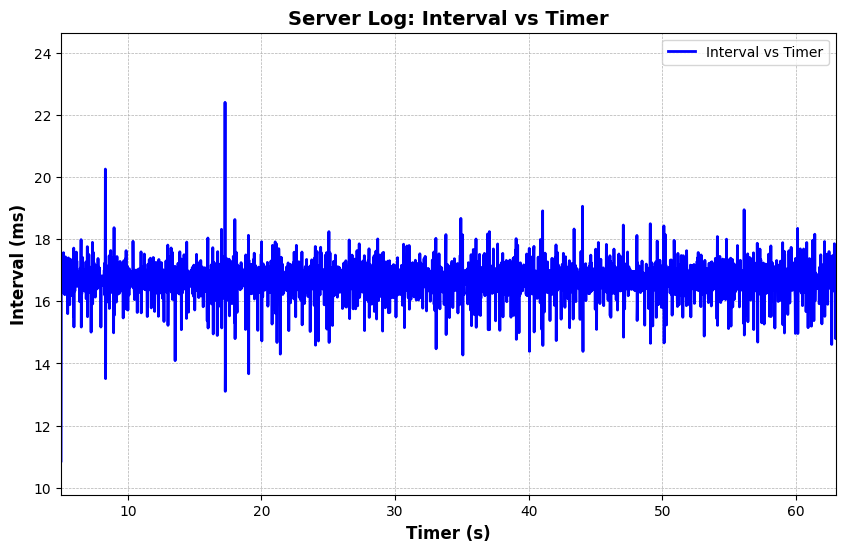 Server Log: Interval vs Timer
Interval vs Timer
24
22
20
18
16
14
12
10
Interval (ms)
10 20 30 40 50 60
Timer (s)